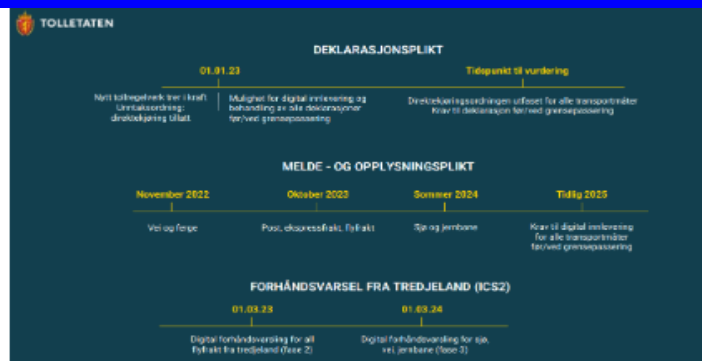 TOLLETATEN
DEKLARASJONSPLIKT
01.01.23
Tidspunkt til vurdering
Nytt tollregelverk trer i kraft
Unntaksordning:
direktekjøring tillatt
Mulighet for digital innlevering og
behandling av alle deklarasjoner
før/ved grensepassering
Direktekjøringsordningen utfaset for alle transportmåter
Krav til deklarasjon før/ved grensepassering
MELDE - OG OPPLYSNINGSPLIKT
November 2022
Oktober 2023
Sommer 2024
Tidlig 2025
Vei og ferge
Post, ekspressfrakt, flyfrakt
Sjø og jernbane
Krav til digital innlevering
for alle transportmåter
før/ved grensepassering
FORHÅNDSVARSEL FRA TREDJELAND (ICS2)
01.03.23
01.03.24
Digital forhåndsvarsling for all
flyfrakt fra tredjeland (fase 2)
Digital forhåndsvarsling for sjø,
vei, jernbane (fase 3)